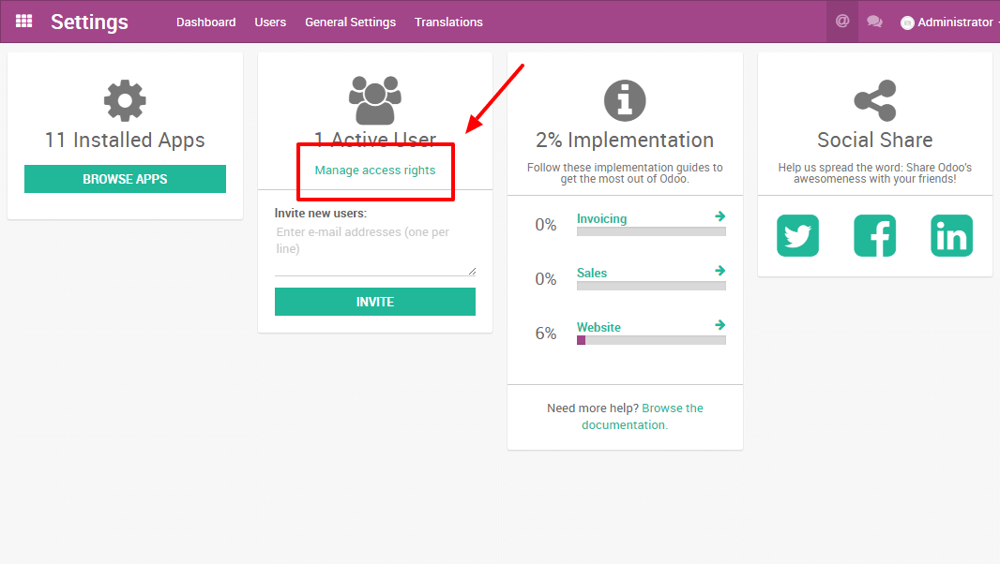 Settings
Dashboard
Users
General Settings
Translations
@
Administrator
11 Installed Apps
BROWSE APPS
1 Active User
Manage access rights
Invite new users:
Enter e-mail addresses (one per
line)
INVITE
2% Implementation
Follow these implementation guides to
get the most out of Odoo.
0%
Invoicing
0%
Sales
6%
Website
Need more help? Browse the
documentation.
Social Share
Help us spread the word: Share Odoo's
awesomeness with your friends!